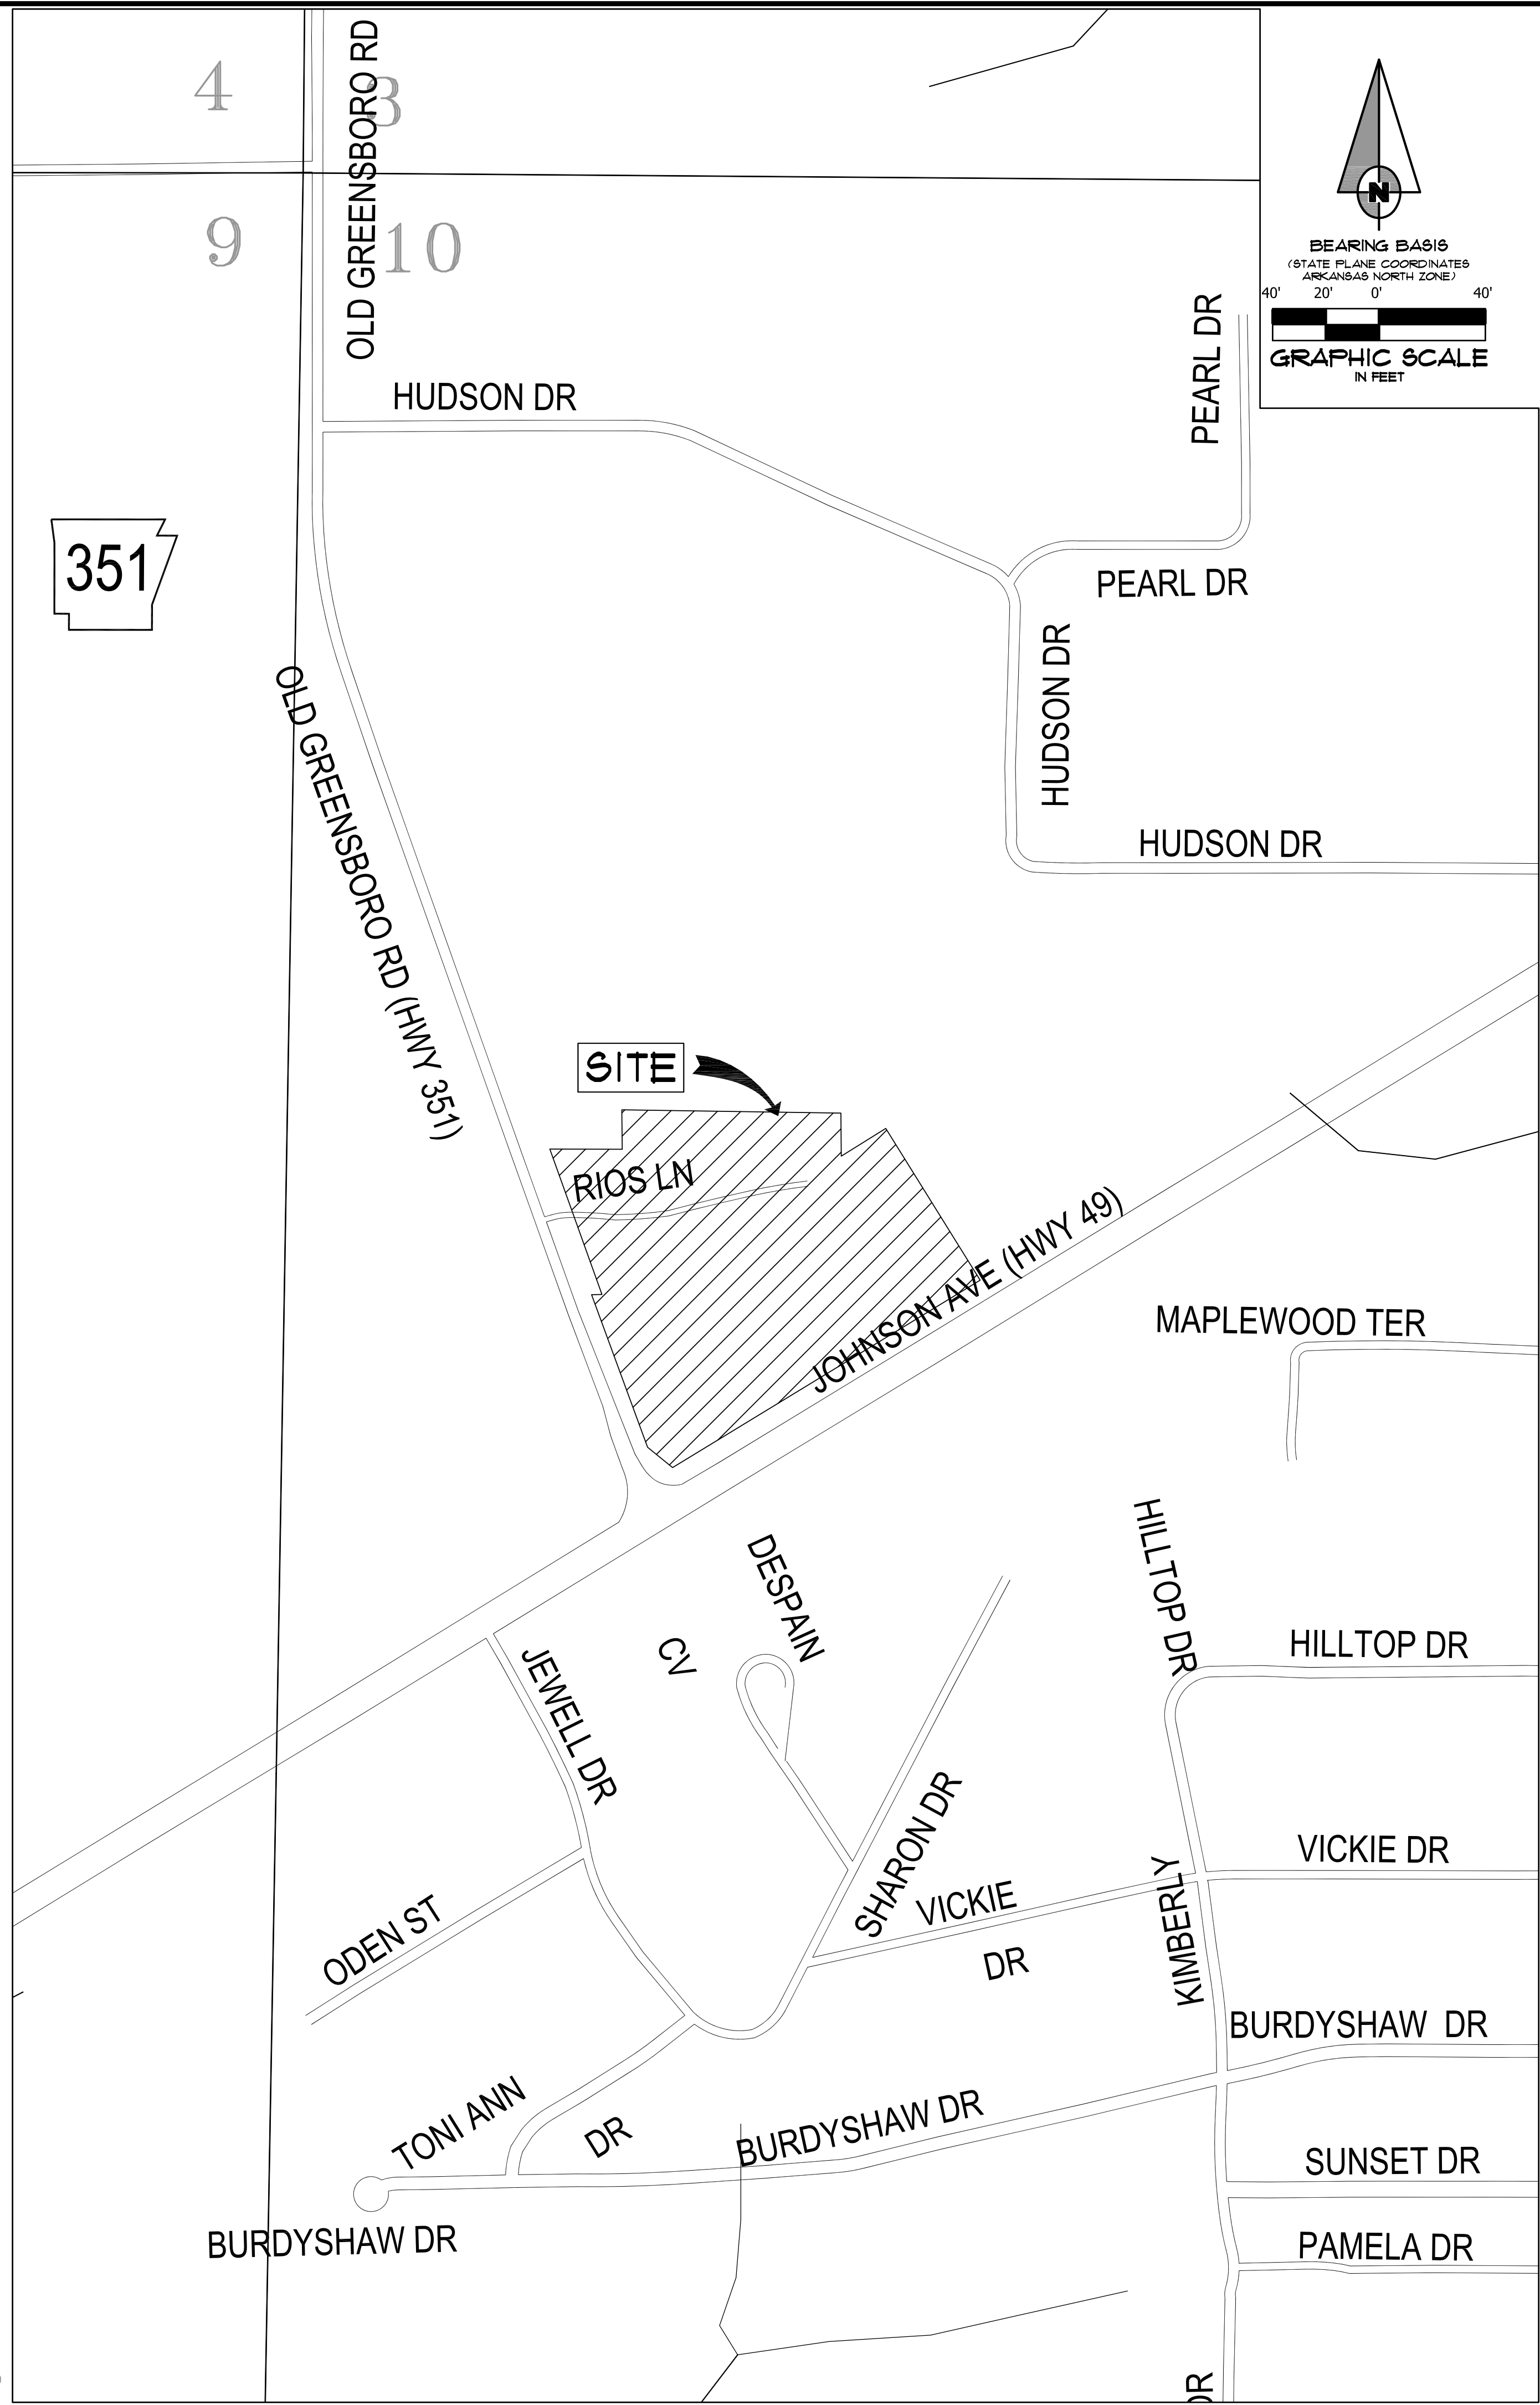 4
3
OLD GREENSBORO RD
9
10
N
BEARING BASIS
(STATE PLANE COORDINATES
ARKANSAS NORTH ZONE)
40' 20' 0' 40'
GRAPHIC SCALE
IN FEET
PEARL DR
HUDSON DR
351
PEARL DR
HUDSON DR
OLD GREENSBORO RD (HWY 351)
HUDSON DR
SITE
RIOS LN
JOHNSON AVE (HWY 49)
MAPLEWOOD TER
HILLTOP DR
DESPAIN
CV
HILLTOP DR
JEWELL DR
SHARON DR
VICKIE DR
KIMBERLY
VICKIE
DR
ODEN ST
BURDYSHAW DR
TONI ANN
DR
BURDYSHAW DR
SUNSET DR
BURDYSHAW DR
PAMELA DR
DR